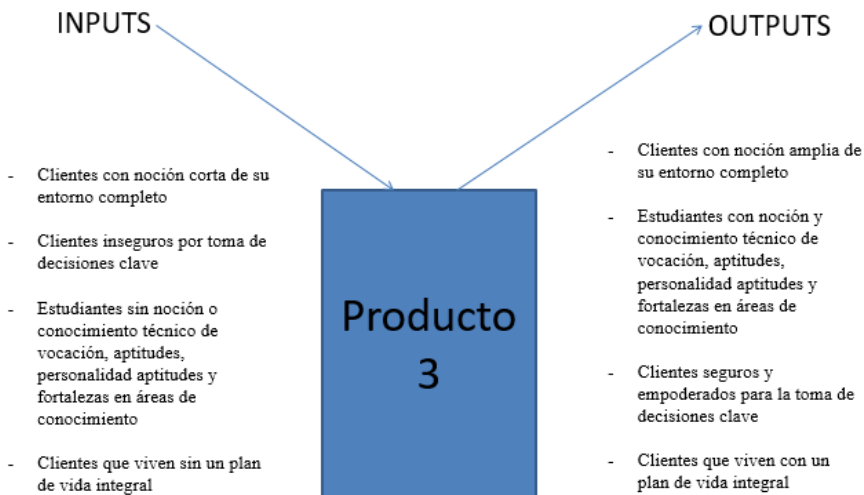 INPUTS
OUTPUTS
- Clientes con noción corta de su
entorno completo
- Clientes inseguros por toma de
decisiones clave
- Estudiantes sin noción o
conocimiento técnico de
vocación, aptitudes,
personalidad aptitudes y
fortalezas en áreas de
conocimiento
- Clientes que viven sin un plan
de vida integral
Producto
3
- Clientes con noción amplia de
su entorno completo
- Estudiantes con noción y
conocimiento técnico de
vocación, aptitudes,
personalidad aptitudes y
fortalezas en áreas de
conocimiento
- Clientes seguros y
empoderados para la toma de
decisiones clave
- Clientes que viven con un
plan de vida integral